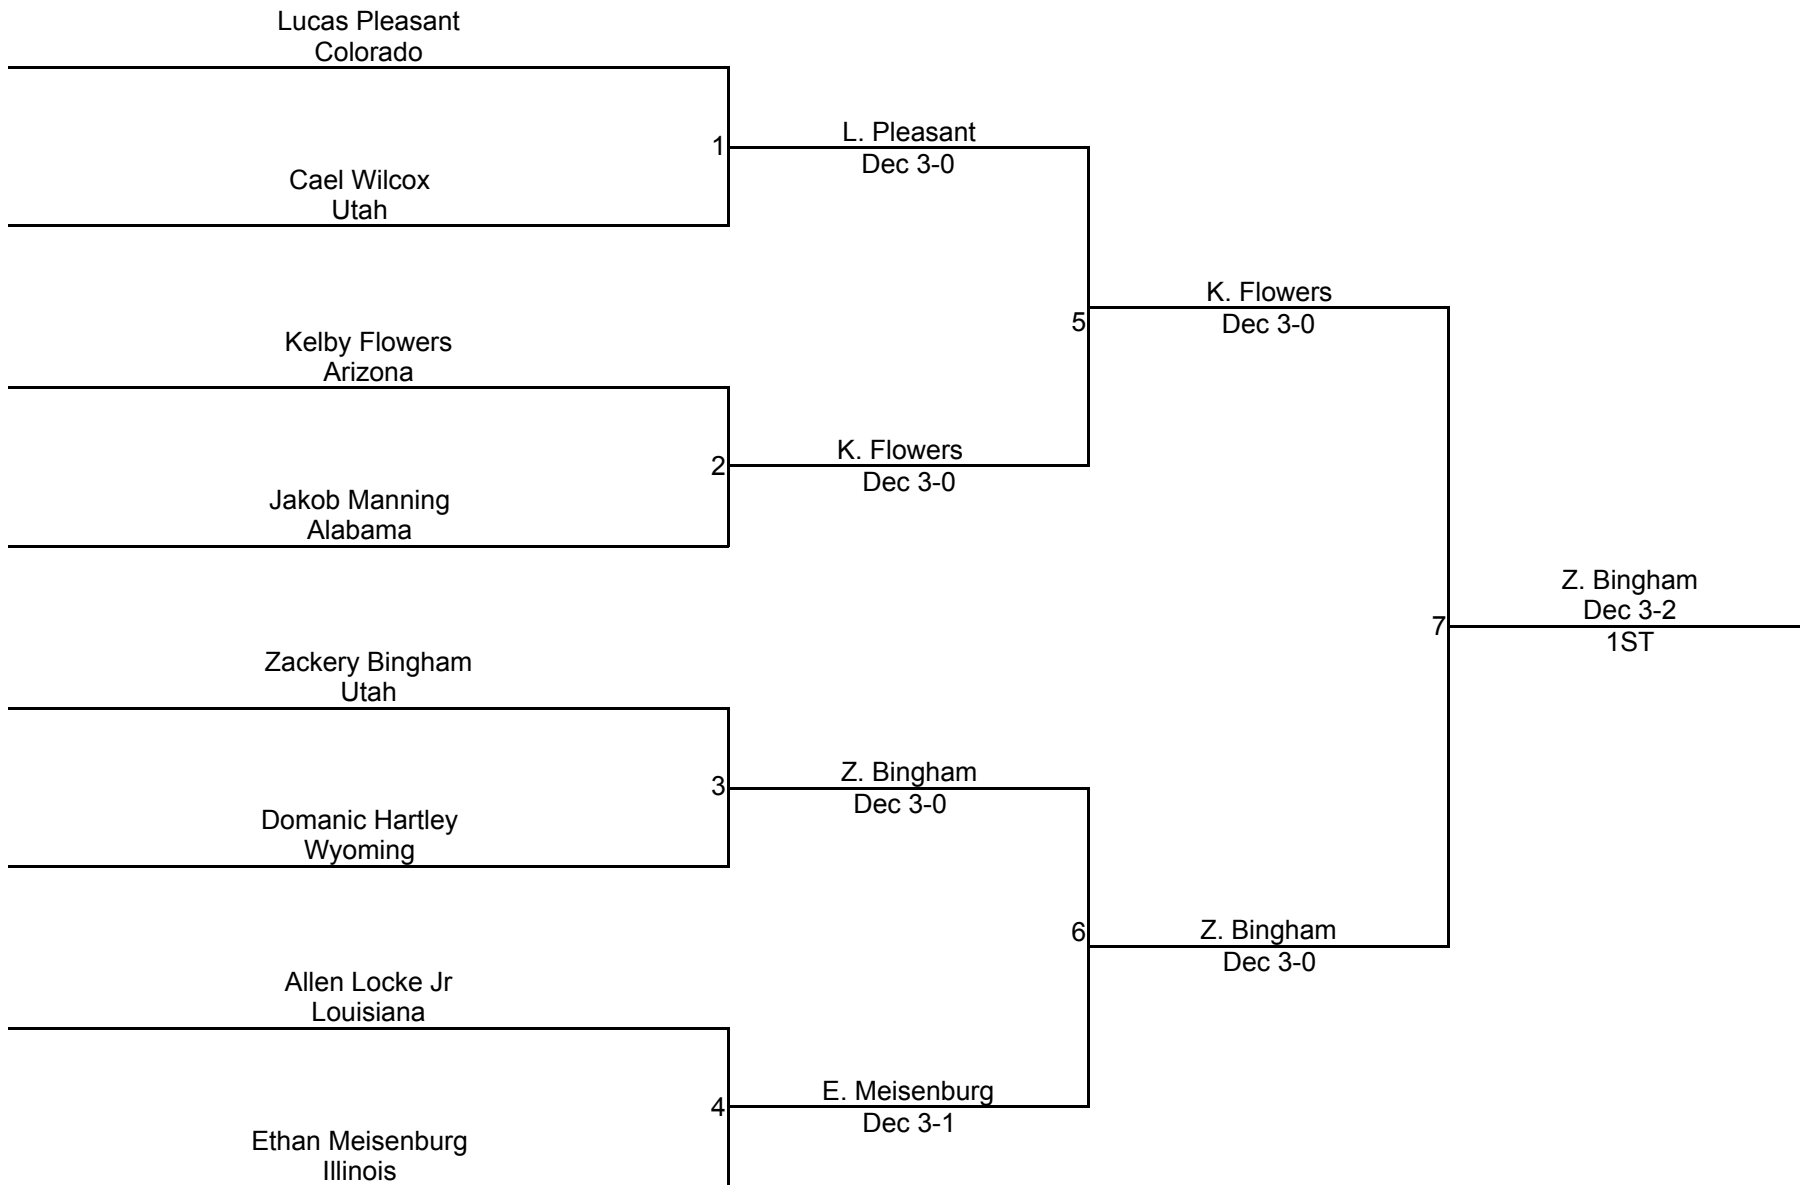 Lucas Pleasant
Colorado
1
L. Pleasant
Dec 3-0
Cael Wilcox
Utah
5
K. Flowers
Dec 3-0
Kelby Flowers
Arizona
2
K. Flowers
Dec 3-0
Jakob Manning
Alabama
7
Z. Bingham
Dec 3-2
1ST
Zackery Bingham
Utah
3
Z. Bingham
Dec 3-0
Domanic Hartley
Wyoming
6
Z. Bingham
Dec 3-0
Allen Locke Jr
Louisiana
4
E. Meisenburg
Dec 3-1
Ethan Meisenburg
Illinois